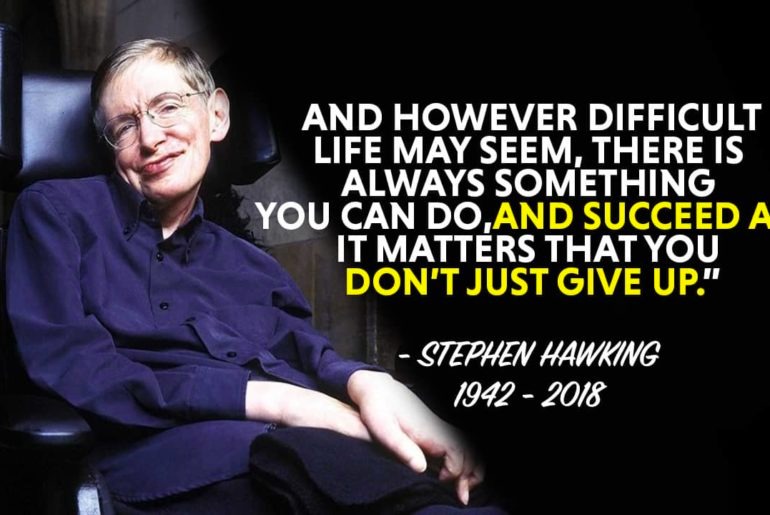 AND HOWEVER DIFFICULT
LIFE MAY SEEM, THERE IS
ALWAYS SOMETHING
YOU CAN DO,AND SUCCEED A
IT MATTERS THAT YOU
DON'T JUST GIVE UP."
- STEPHEN HAWKING
1942 - 2018